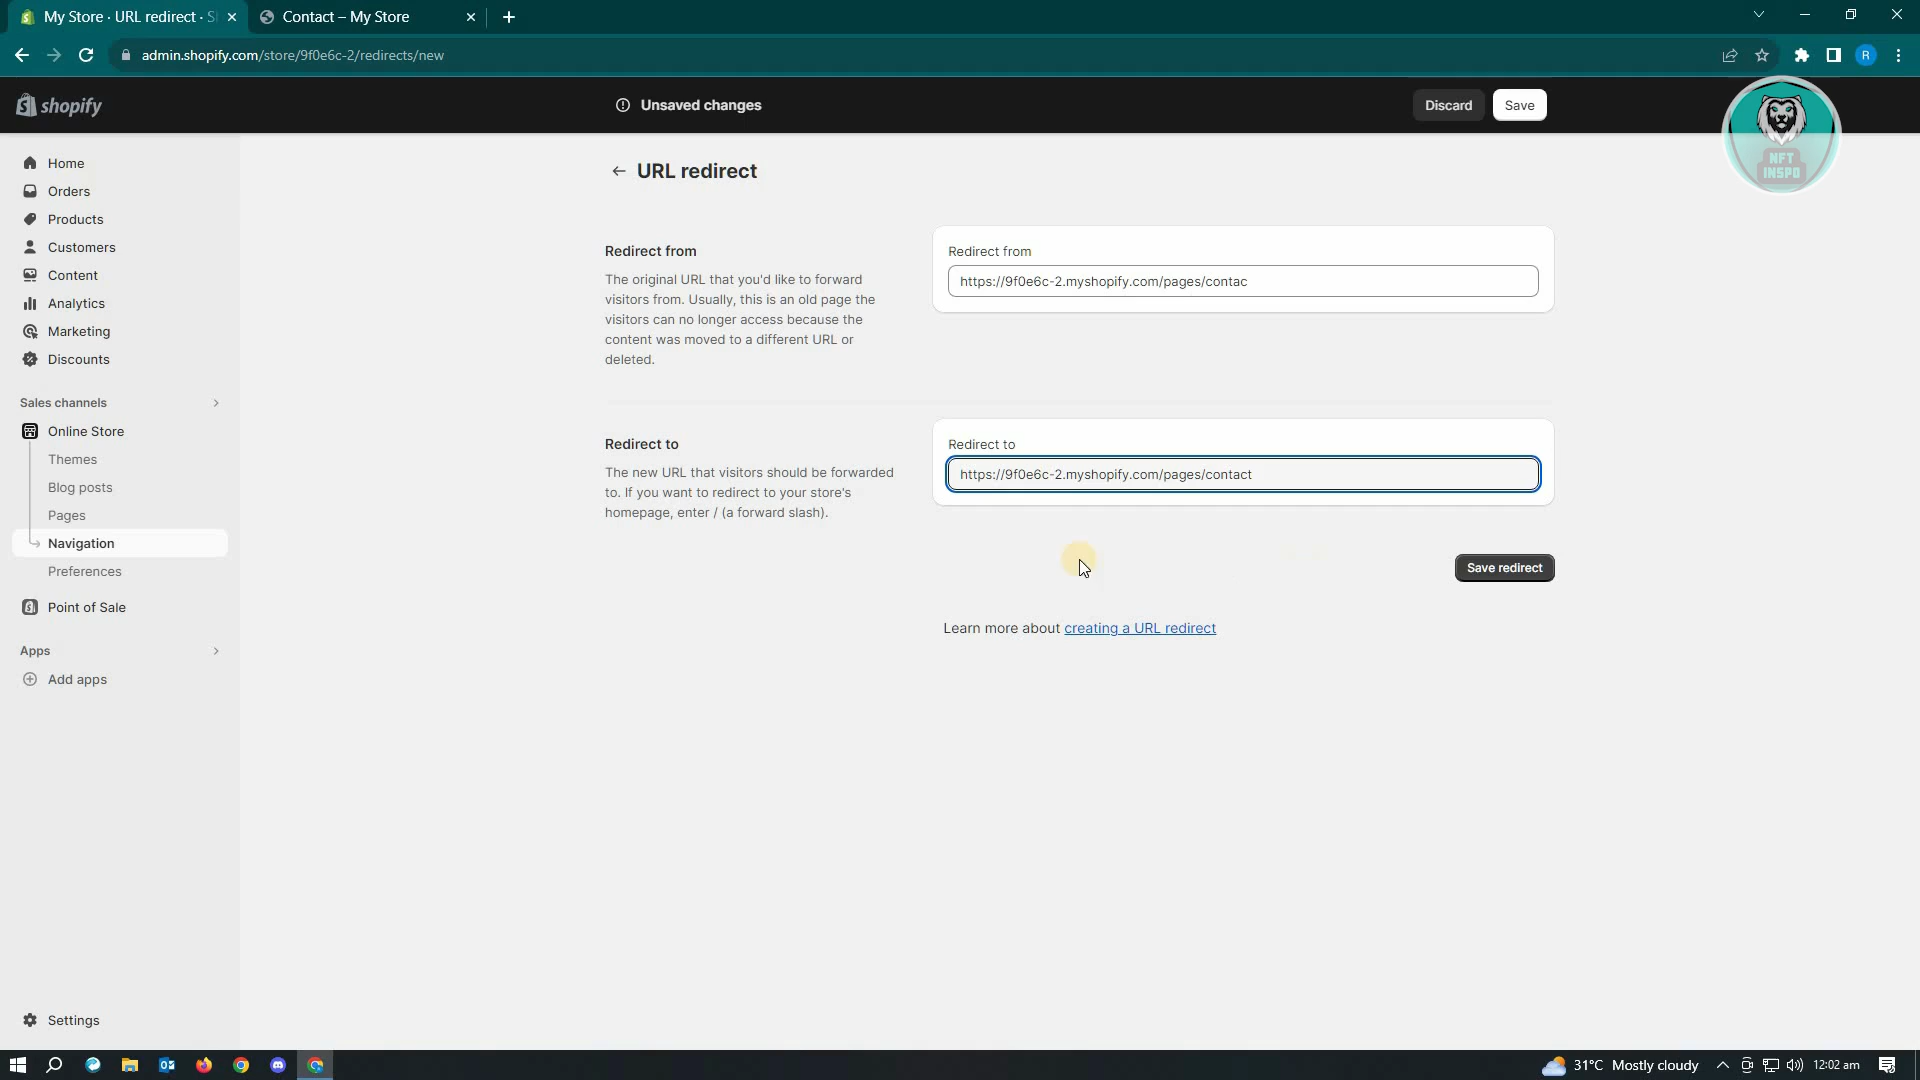 My Store · URL redirect · S
Contact – My Store
admin.shopify.com/store/9f0e6c-2/redirects/new
R
shopify
Unsaved changes
Discard
Save
NFT
INSPO
Home
Orders
Products
Customers
Content
Analytics
Marketing
Discounts
Sales channels
Online Store
Themes
Blog posts
Pages
Navigation
Preferences
Point of Sale
Apps
Add apps
Settings
URL redirect
Redirect from
The original URL that you'd like to forward
visitors from. Usually, this is an old page the
visitors can no longer access because the
content was moved to a different URL or
deleted.
Redirect from
https://9f0e6c-2.myshopify.com/pages/contac
Redirect to
The new URL that visitors should be forwarded
to. If you want to redirect to your store's
homepage, enter / (a forward slash).
Redirect to
https://9f0e6c-2.myshopify.com/pages/contact
Save redirect
Learn more about creating a URL redirect
31°C Mostly cloudy
12:02 am